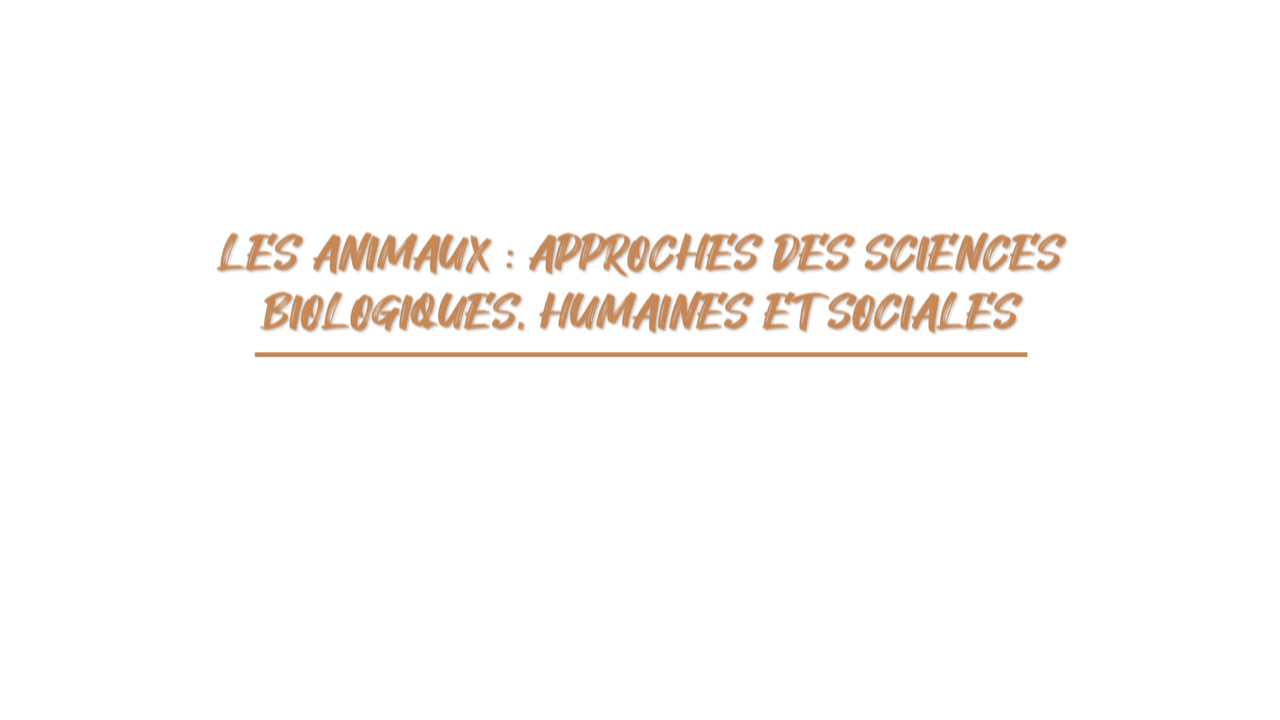 LES ANIMAUX : APPROCHES DES SCIENCES
BIOLOGIQUES, HUMAINES ET SOCIALES